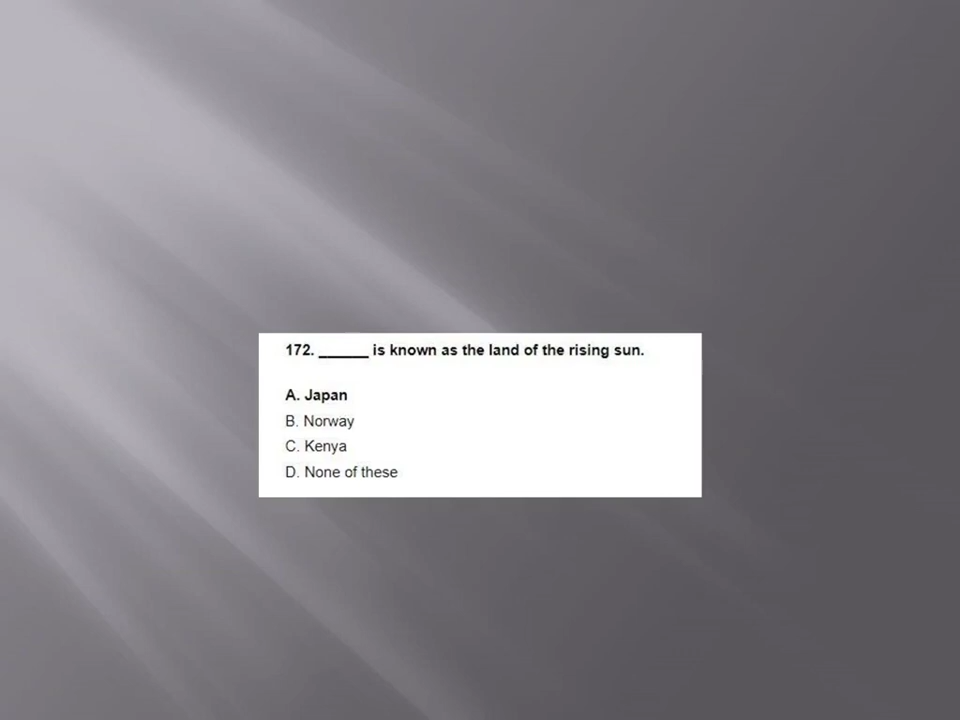 172. ______ is known as the land of the rising sun.
A. Japan
B. Norway
C. Kenya
D. None of these